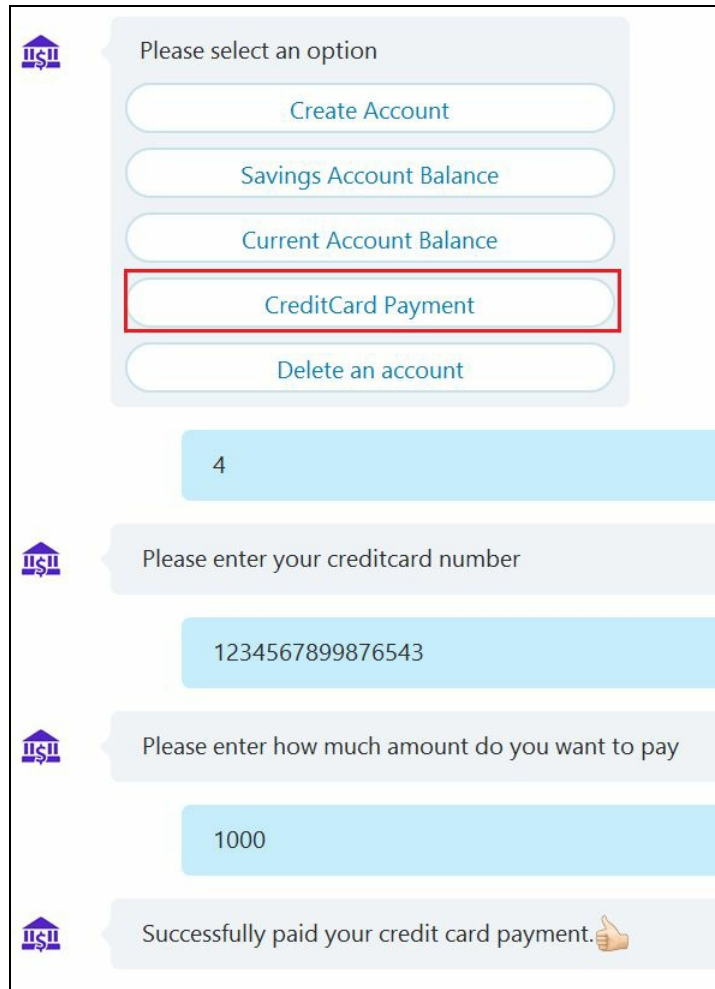 Please select an option
Create Account
Savings Account Balance
Current Account Balance
CreditCard Payment
Delete an account
4
Please enter your creditcard number
1234567899876543
Please enter how much amount do you want to pay
1000
Successfully paid your credit card payment.👍